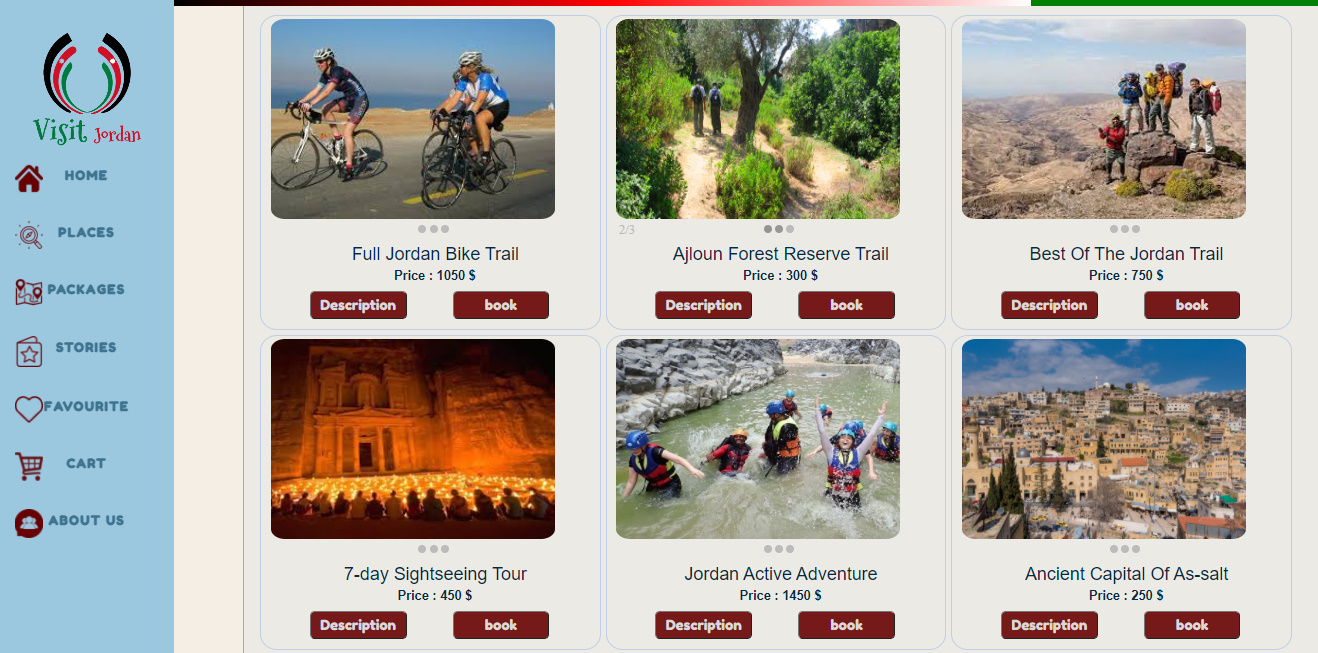 Visit Jordan
HOME
PLACES
PACKAGES
STORIES
FAVOURITE
CART
ABOUT US
Full Jordan Bike Trail
Price : 1050 $
Description
book
2/3
Ajloun Forest Reserve Trail
Price : 300 $
Description
book
Best Of The Jordan Trail
Price : 750 $
Description
book
7-day Sightseeing Tour
Price : 450 $
Description
book
Jordan Active Adventure
Price : 1450 $
Description
book
Ancient Capital Of As-salt
Price : 250 $
Description
book